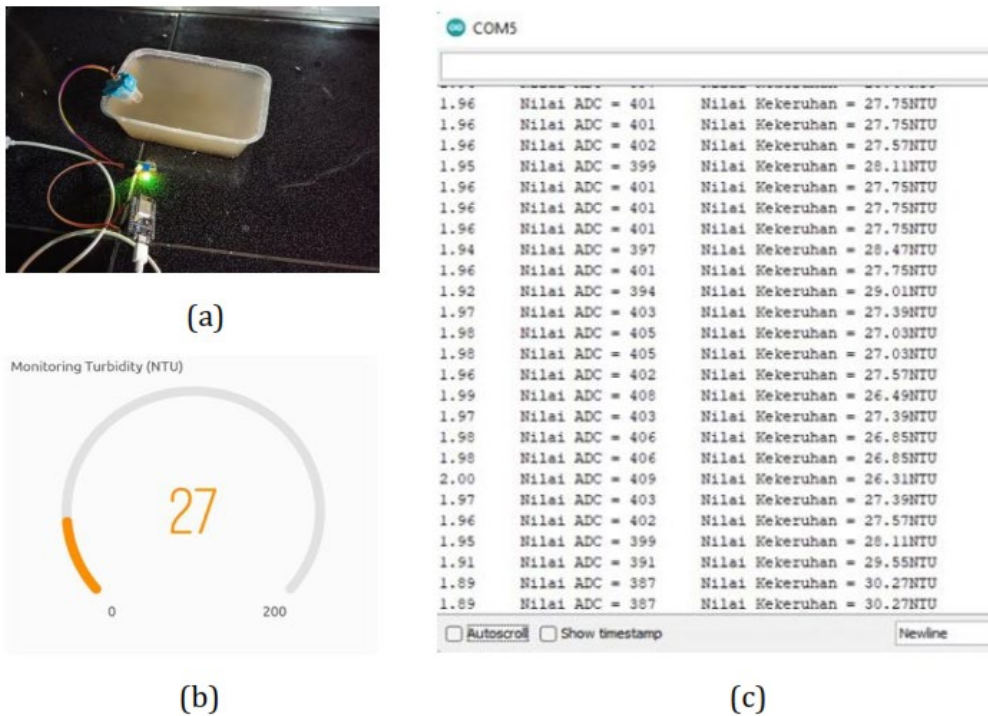 (a)
Monitoring Turbidity (NTU)
27
0 200
(b)
COM5
1.96 Nilai ADC = 401 Nilai Kekeruhan = 27.75NTU
1.96 Nilai ADC = 401 Nilai Kekeruhan = 27.75NTU
1.96 Nilai ADC = 402 Nilai Kekeruhan = 27.57NTU
1.95 Nilai ADC = 399 Nilai Kekeruhan = 28.11NTU
1.96 Nilai ADC = 401 Nilai Kekeruhan = 27.75NTU
1.96 Nilai ADC = 401 Nilai Kekeruhan = 27.75NTU
1.96 Nilai ADC = 401 Nilai Kekeruhan = 27.75NTU
1.94 Nilai ADC = 397 Nilai Kekeruhan = 28.47NTU
1.96 Nilai ADC = 401 Nilai Kekeruhan = 27.75NTU
1.92 Nilai ADC = 394 Nilai Kekeruhan = 29.01NTU
1.97 Nilai ADC = 403 Nilai Kekeruhan = 27.39NTU
1.98 Nilai ADC = 405 Nilai Kekeruhan = 27.03NTU
1.98 Nilai ADC = 405 Nilai Kekeruhan = 27.03NTU
1.96 Nilai ADC = 402 Nilai Kekeruhan = 27.57NTU
1.99 Nilai ADC = 408 Nilai Kekeruhan = 26.49NTU
1.97 Nilai ADC = 403 Nilai Kekeruhan = 27.39NTU
1.98 Nilai ADC = 406 Nilai Kekeruhan = 26.85NTU
1.98 Nilai ADC = 406 Nilai Kekeruhan = 26.85NTU
2.00 Nilai ADC = 409 Nilai Kekeruhan = 26.31NTU
1.97 Nilai ADC = 403 Nilai Kekeruhan = 27.39NTU
1.96 Nilai ADC = 402 Nilai Kekeruhan = 27.57NTU
1.95 Nilai ADC = 399 Nilai Kekeruhan = 28.11NTU
1.91 Nilai ADC = 391 Nilai Kekeruhan = 29.55NTU
1.89 Nilai ADC = 387 Nilai Kekeruhan = 30.27NTU
1.89 Nilai ADC = 387 Nilai Kekeruhan = 30.27NTU
Autoscroll Show timestamp Newline
(c)